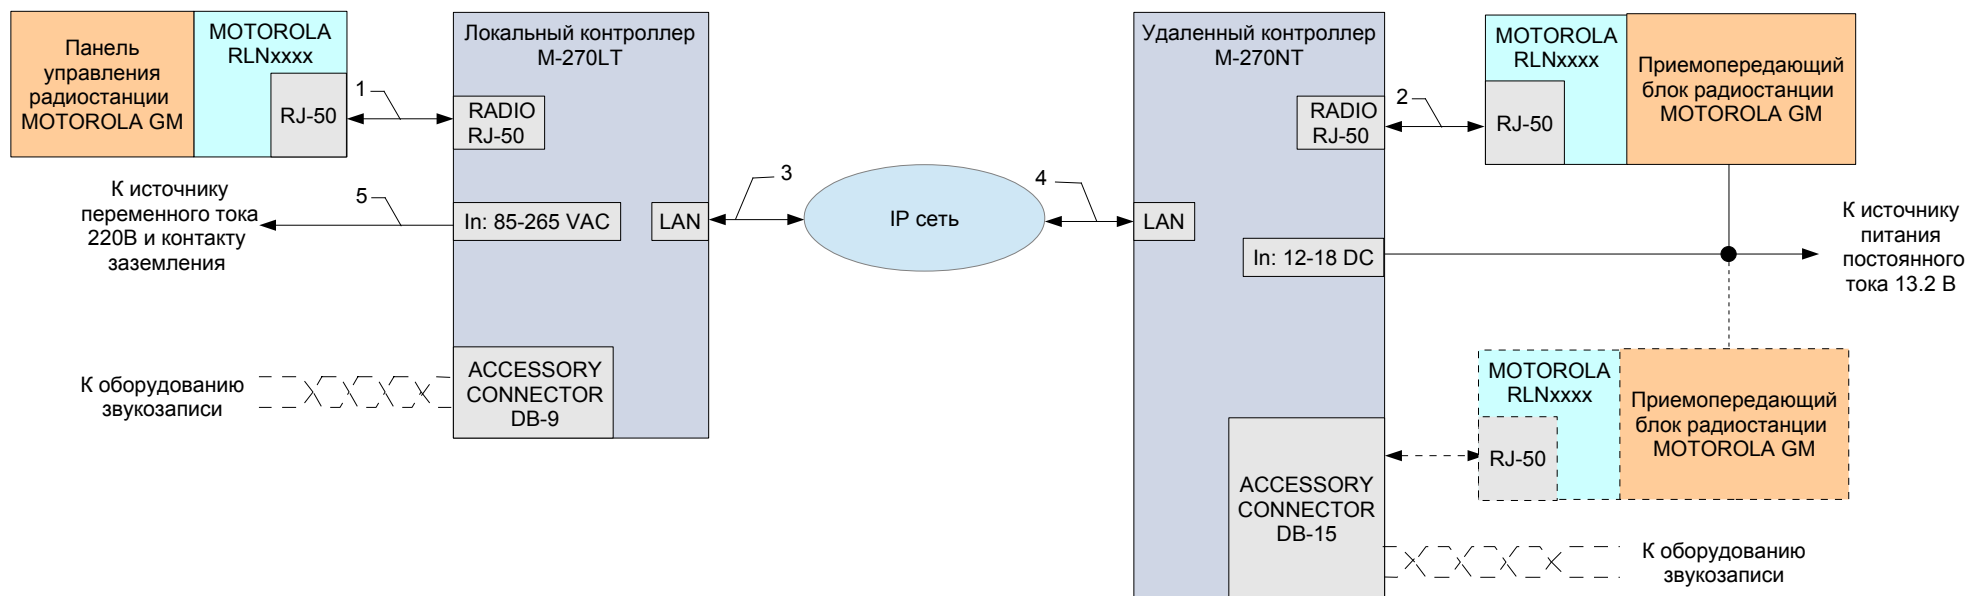 Панель
управления
радиостанции
MOTOROLA GM
MOTOROLA
RLNxxxx
RJ-50
1
Локальный контроллер
M-270LT
RADIO
RJ-50
К источнику
переменного тока
220В и контакту
заземления
5
In: 85-265 VAC
LAN
3
IP сеть
4
К оборудованию
звукозаписи
ACCESSORY
CONNECTOR
DB-9
Удаленный контроллер
M-270NT
RADIO
RJ-50
2
MOTOROLA
RLNxxxx
RJ-50
Приемопередающий
блок радиостанции
MOTOROLA GM
LAN
In: 12-18 DC
К источнику
питания
постоянного
тока 13.2 В
MOTOROLA
RLNxxxx
RJ-50
Приемопередающий
блок радиостанции
MOTOROLA GM
ACCESSORY
CONNECTOR
DB-15
К оборудованию
звукозаписи